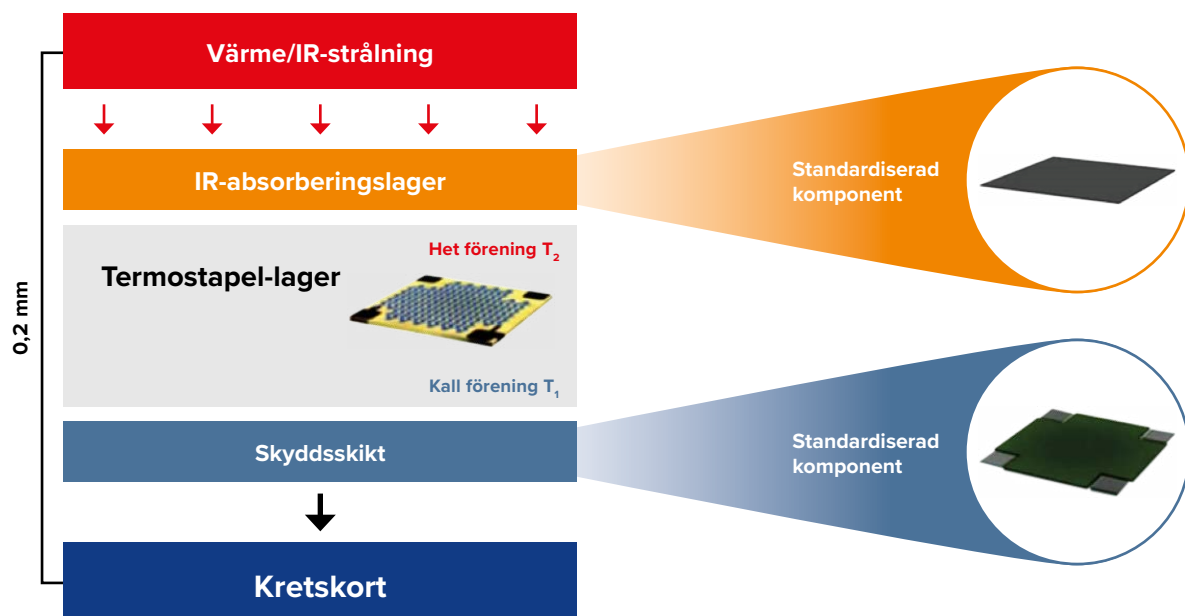 Värme/IR-strålning
IR-absorberingslager
Standardiserad
komponent
Het förening T₂
Termostapel-lager
0,2 mm
Kall förening T₁
Skyddsskikt
Standardiserad
komponent
Kretskort